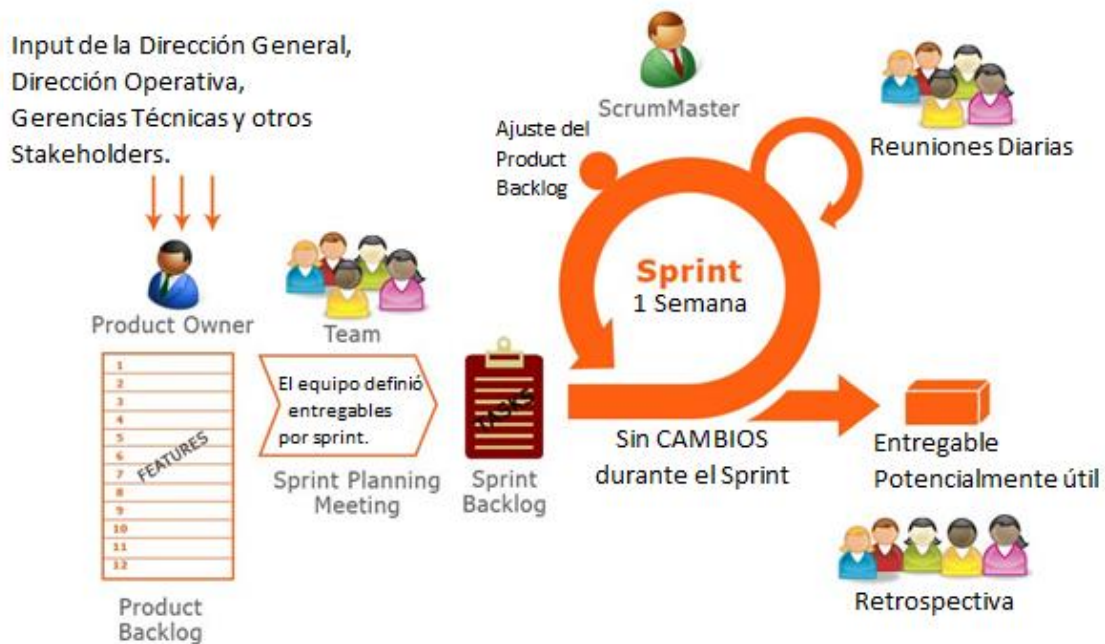 Input de la Dirección General,
Dirección Operativa,
Gerencias Técnicas y otros
Stakeholders.
Product Owner
1
2
3
4
5
6
7
8
9
10
11
12
FEATURES
Product
Backlog
Team
El equipo definió
entregables
por sprint.
Sprint Planning
Meeting
TASKS
Sprint
Backlog
ScrumMaster
Ajuste del
Product
Backlog
Reuniones Diarias
Sprint
1 Semana
Sin CAMBIOS
durante el Sprint
Entregable
Potencialmente útil
Retrospectiva